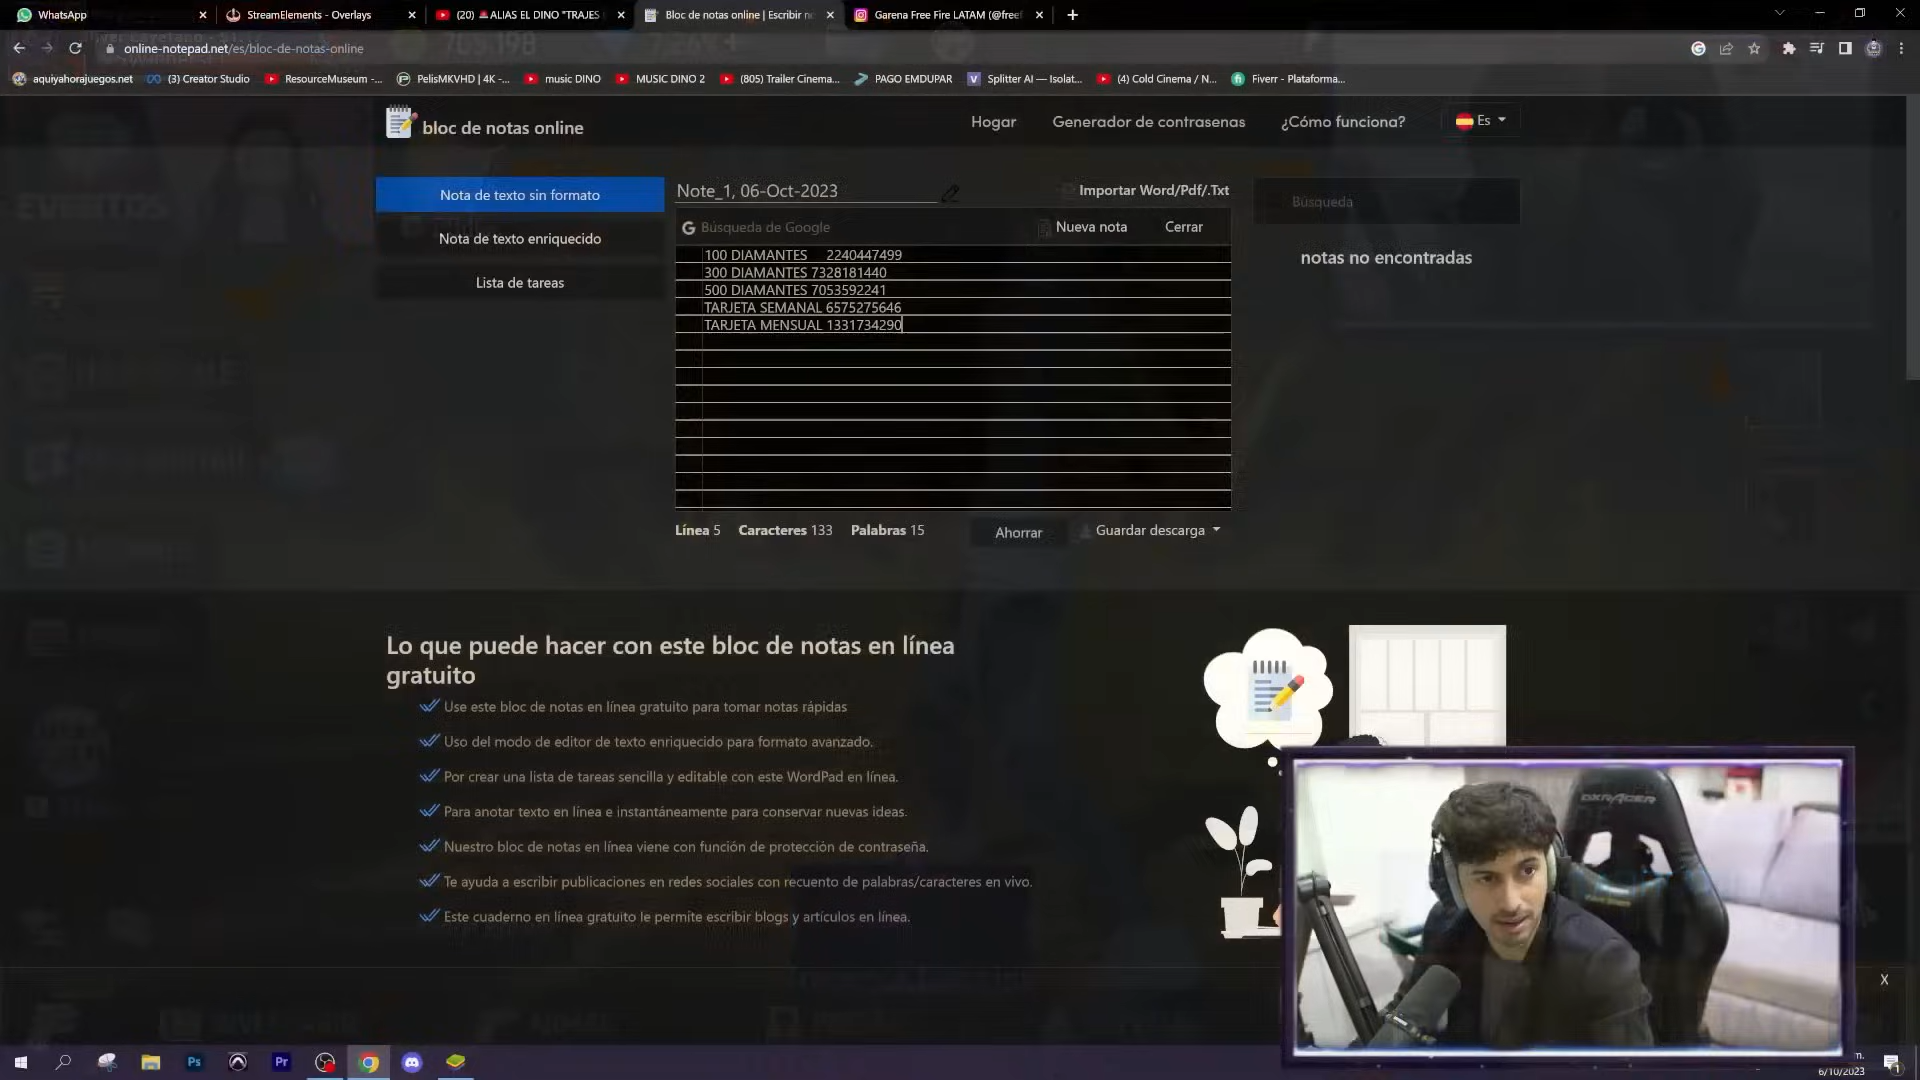 WhatsApp
StreamElements - Overlays
(20) 🚨ALIAS EL DINO "TRAJES
Bloc de notas online | Escribir no
Garena Free Fire LATAM (@freef
online-notepad.net/es/bloc-de-notas-online
aquiyahorajuegos.net
(3) Creator Studio
ResourceMuseum -...
PelisMKVHD | 4K -...
music DINO
MUSIC DINO 2
(805) Trailer Cinema...
PAGO EMDUPAR
Splitter AI — Isolat...
(4) Cold Cinema / N...
Fiverr - Plataforma...
bloc de notas online
Hogar
Generador de contrasenas
¿Cómo funciona?
Es
Nota de texto sin formato
Nota de texto enriquecido
Lista de tareas
Note_1, 06-Oct-2023
Importar Word/Pdf/.Txt
Búsqueda de Google
Nueva nota
Cerrar
100 DIAMANTES 2240447499
300 DIAMANTES 7328181440
500 DIAMANTES 7053592241
TARJETA SEMANAL 6575275646
TARJETA MENSUAL 1331734290
Línea 5 Caracteres 133 Palabras 15
Ahorrar
Guardar descarga
Búsqueda
notas no encontradas
Lo que puede hacer con este bloc de notas en línea
gratuito
Use este bloc de notas en línea gratuito para tomar notas rápidas
Uso del modo de editor de texto enriquecido para formato avanzado.
Por crear una lista de tareas sencilla y editable con este WordPad en línea.
Para anotar texto en línea e instantáneamente para conservar nuevas ideas.
Nuestro bloc de notas en línea viene con función de protección de contraseña.
Te ayuda a escribir publicaciones en redes sociales con recuento de palabras/caracteres en vivo.
Este cuaderno en línea gratuito le permite escribir blogs y artículos en línea.
DXRACER
X
Ps
Pr
m.
6/10/2023
1